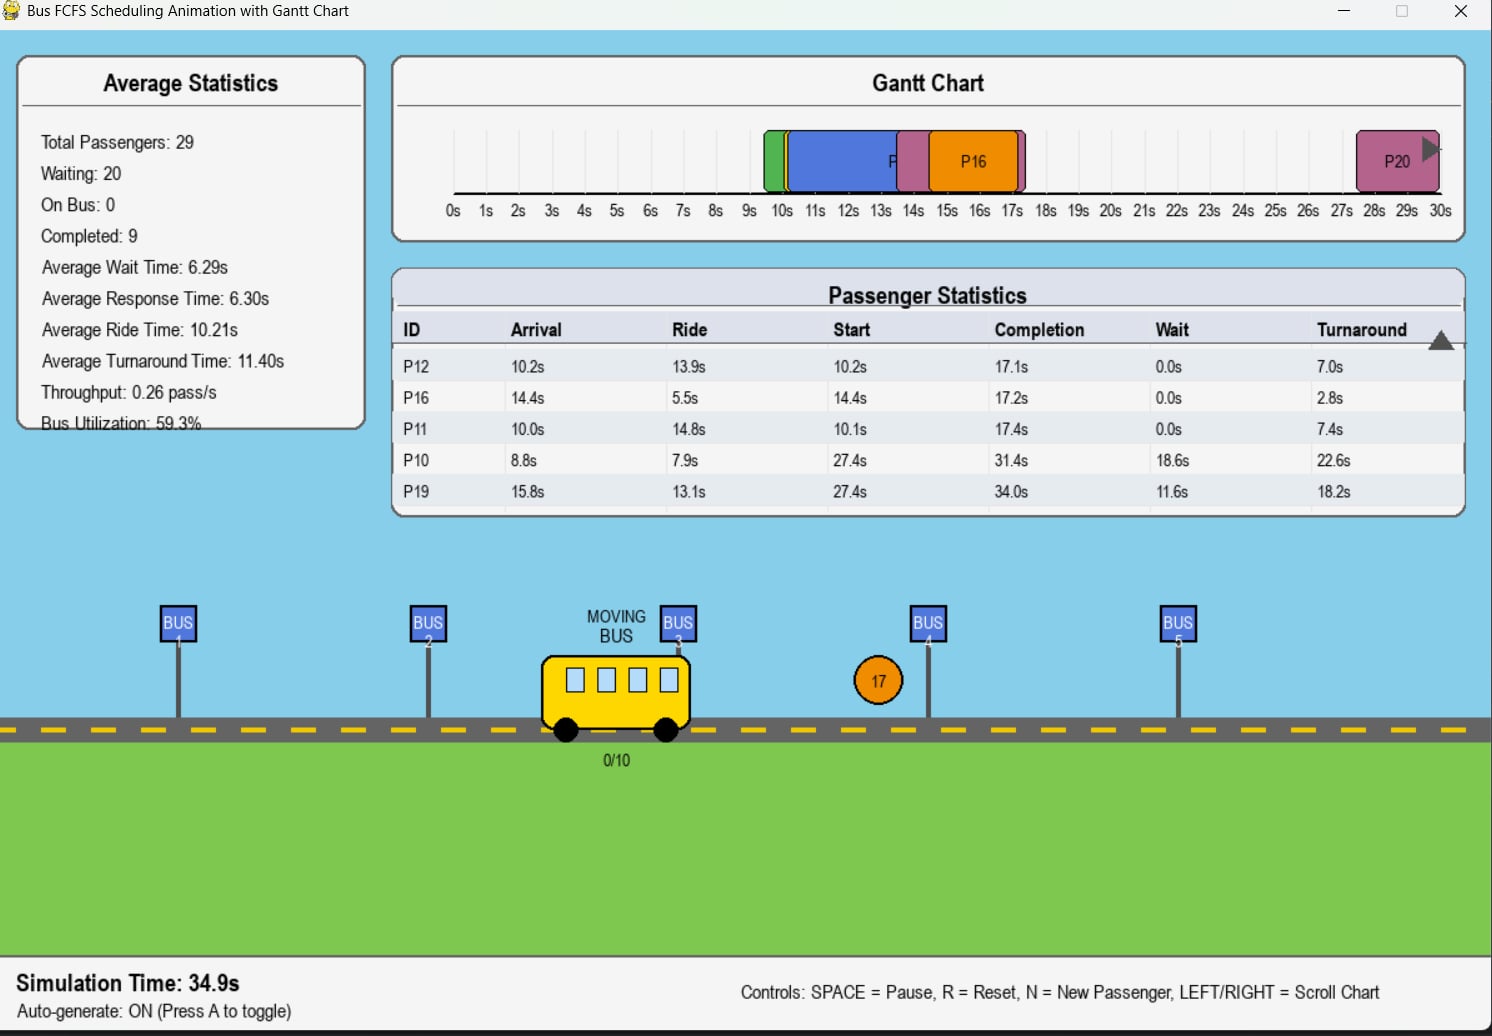 Bus FCFS Scheduling Animation with Gantt Chart
Average Statistics
Total Passengers: 29
Waiting: 20
On Bus: 0
Completed: 9
Average Wait Time: 6.29s
Average Response Time: 6.30s
Average Ride Time: 10.21s
Average Turnaround Time: 11.40s
Throughput: 0.26 pass/s
Bus Utilization: 59.3%
Gantt Chart
P P16 P20
0s 1s 2s 3s 4s 5s 6s 7s 8s 9s 10s 11s 12s 13s 14s 15s 16s 17s 18s 19s 20s 21s 22s 23s 24s 25s 26s 27s 28s 29s 30s
Passenger Statistics
ID Arrival Ride Start Completion Wait Turnaround
P12 10.2s 13.9s 10.2s 17.1s 0.0s 7.0s
P16 14.4s 5.5s 14.4s 17.2s 0.0s 2.8s
P11 10.0s 14.8s 10.1s 17.4s 0.0s 7.4s
P10 8.8s 7.9s 27.4s 31.4s 18.6s 22.6s
P19 15.8s 13.1s 27.4s 34.0s 11.6s 18.2s
BUS
1
BUS
2
MOVING
BUS
BUS
3
BUS
4
BUS
5
17
0/10
Simulation Time: 34.9s
Auto-generate: ON (Press A to toggle)
Controls: SPACE = Pause, R = Reset, N = New Passenger, LEFT/RIGHT = Scroll Chart